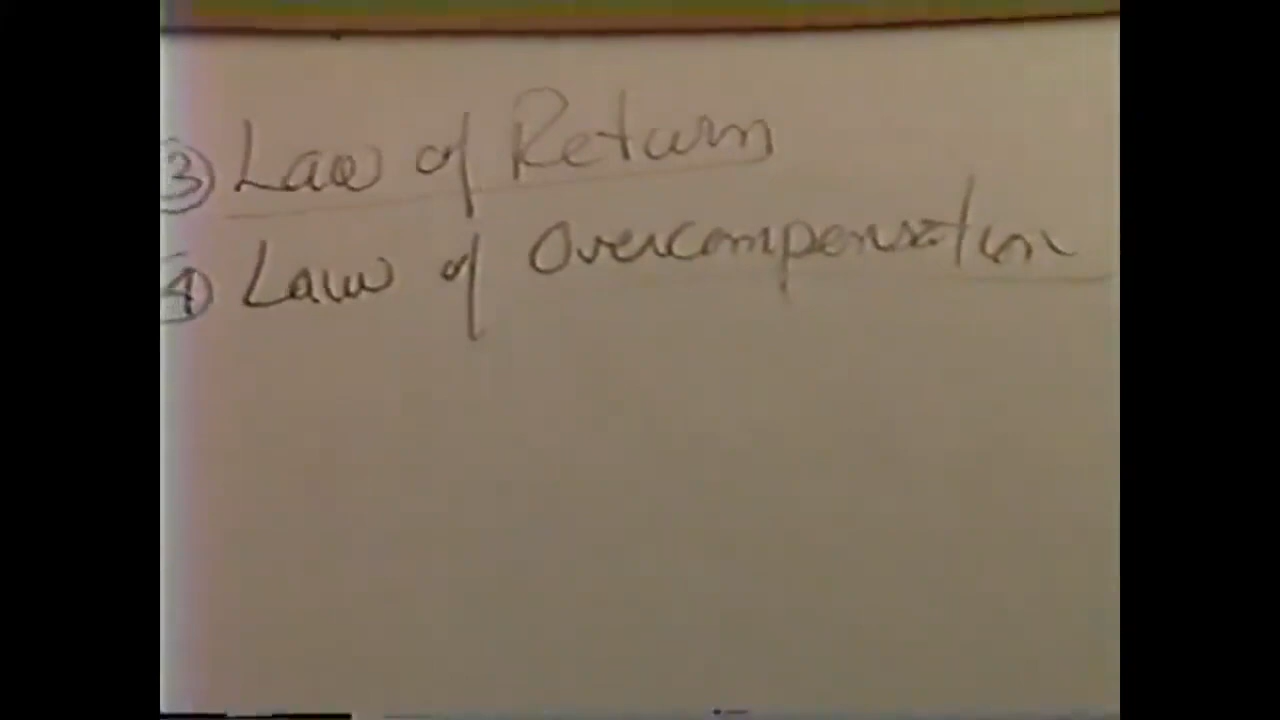 ③ Law of Return
④ Law of Overcompensation